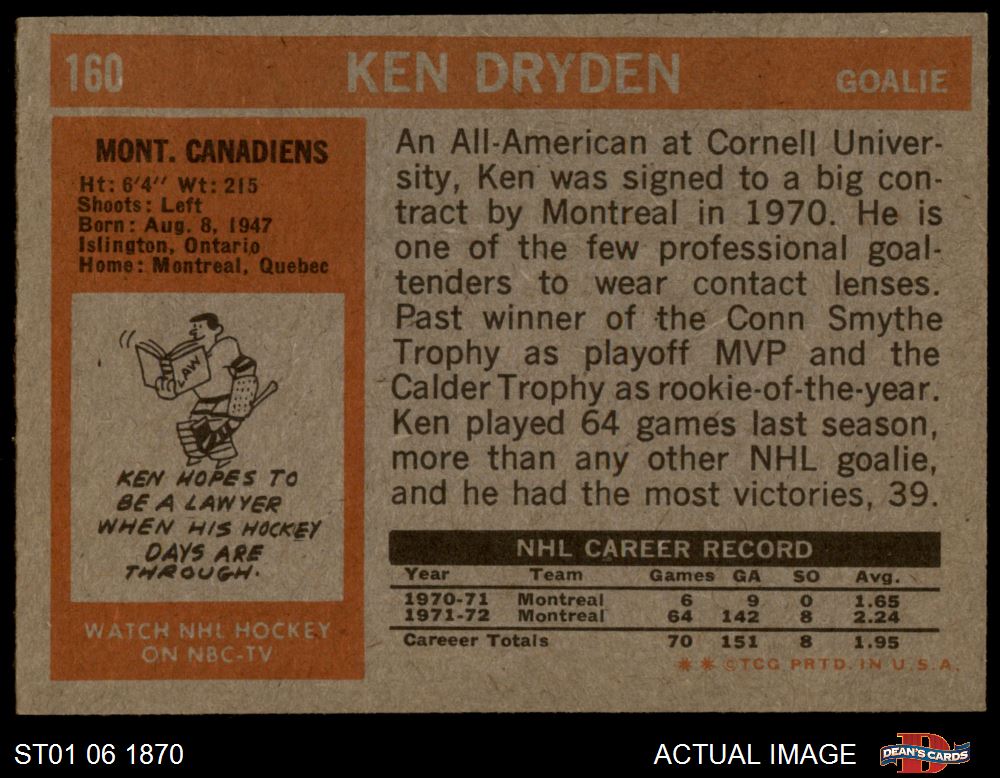 160 KEN DRYDEN GOALIE
MONT. CANADIENS
Ht: 6'4'' Wt: 215
Shoots: Left
Born: Aug. 8, 1947
Islington, Ontario
Home: Montreal, Quebec
LAW
KEN HOPES TO
BE A LAWYER
WHEN HIS HOCKEY
DAYS ARE
THROUGH.
WATCH NHL HOCKEY
ON NBC-TV
An All-American at Cornell Univer-
sity, Ken was signed to a big con-
tract by Montreal in 1970. He is
one of the few professional goal-
tenders to wear contact lenses.
Past winner of the Conn Smythe
Trophy as playoff MVP and the
Calder Trophy as rookie-of-the-year.
Ken played 64 games last season,
more than any other NHL goalie,
and he had the most victories, 39.
NHL CAREER RECORD
Year Team Games GA SO Avg.
1970-71 Montreal 6 9 0 1.65
1971-72 Montreal 64 142 8 2.24
Careeer Totals 70 151 8 1.95
** ©TCG PRTD. IN U.S.A.
ST01 06 1870
ACTUAL IMAGE
DEAN'S CARDS